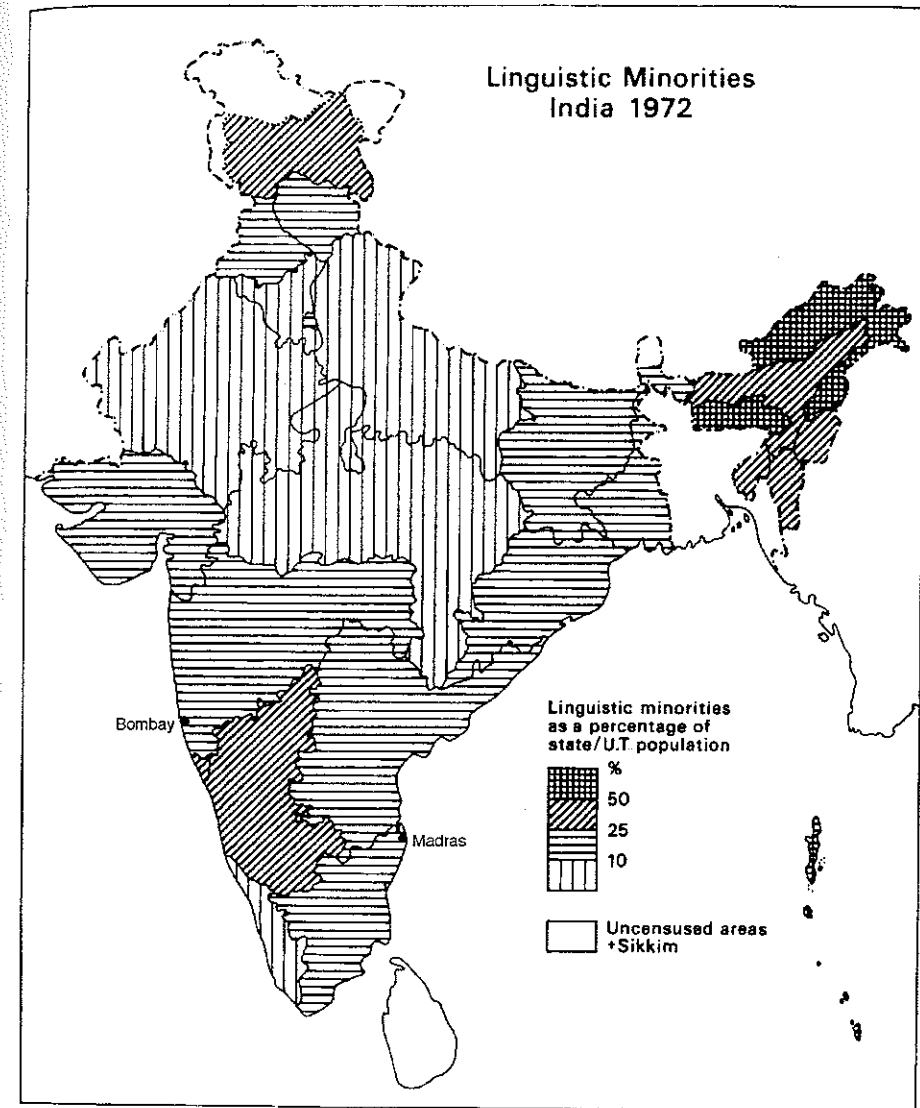 Linguistic Minorities
India 1972
Bombay
Madras
Linguistic minorities
as a percentage of
state/U.T. population
%
50
25
10
Uncensused areas
+Sikkim